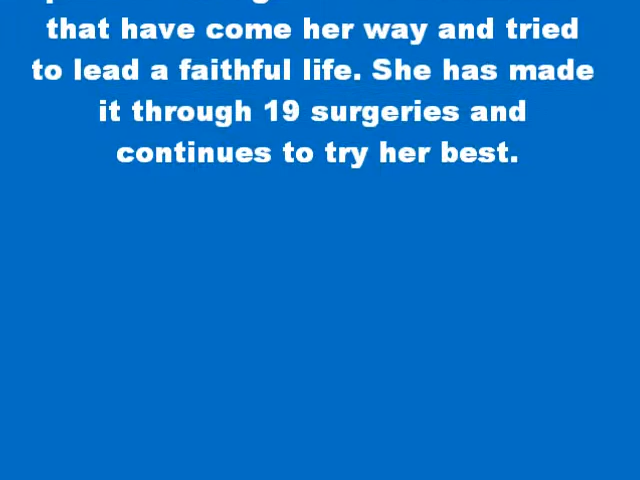 that have come her way and tried
to lead a faithful life. She has made
it through 19 surgeries and
continues to try her best.